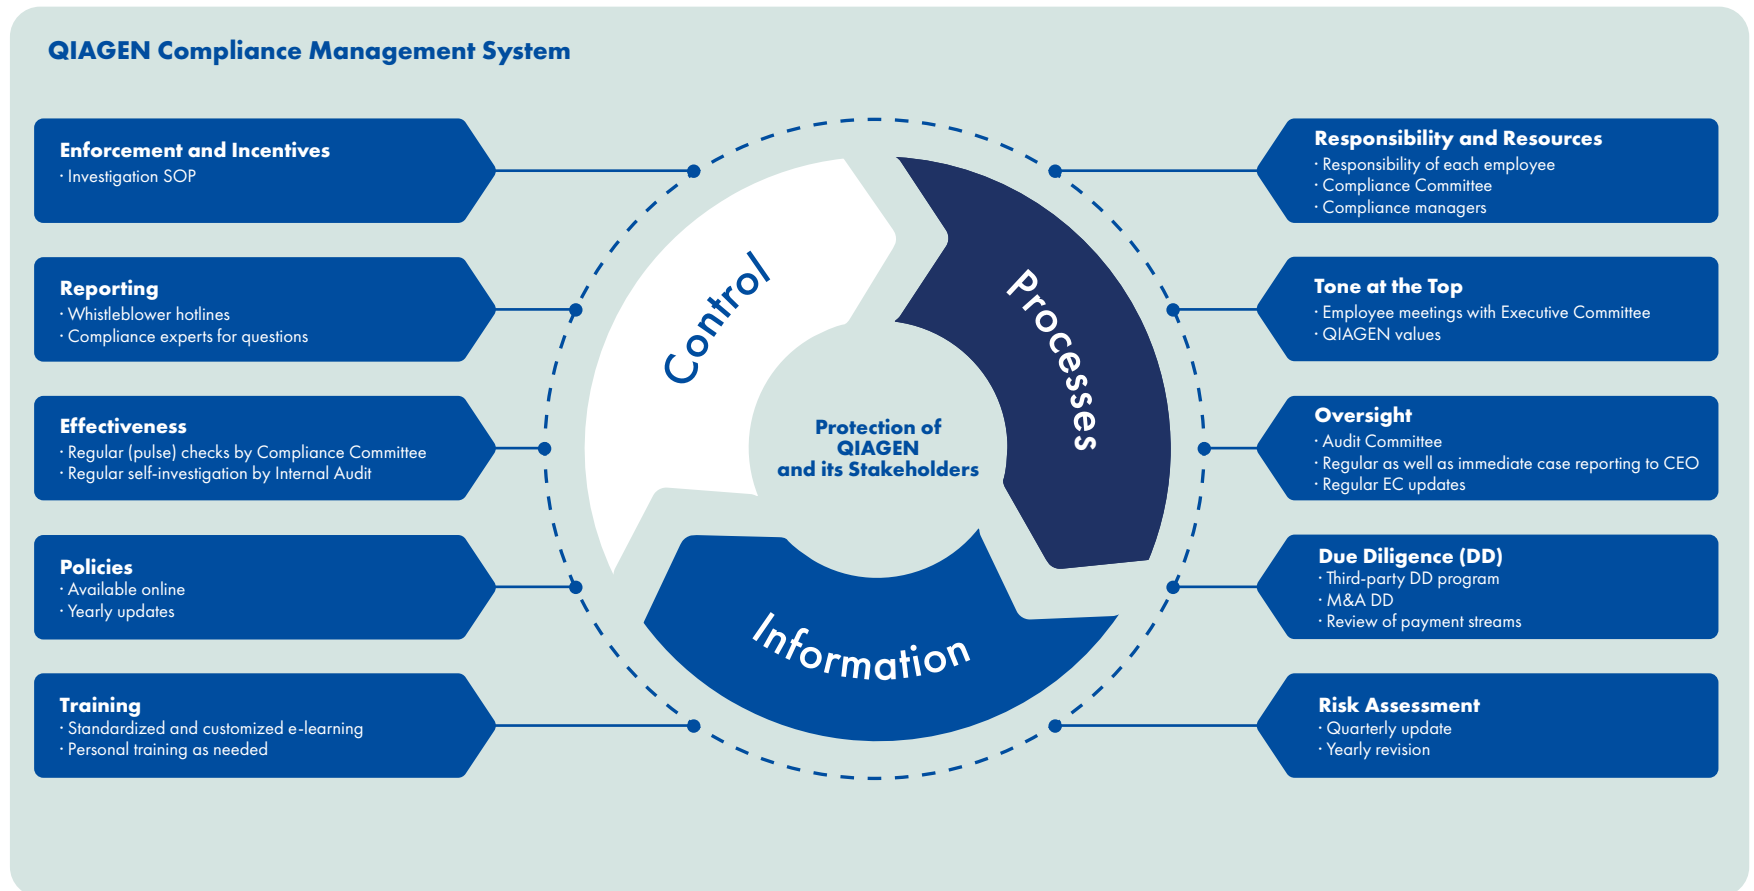 QIAGEN Compliance Management System
Enforcement and Incentives
· Investigation SOP
Reporting
· Whistleblower hotlines
· Compliance experts for questions
Effectiveness
· Regular (pulse) checks by Compliance Committee
· Regular self-investigation by Internal Audit
Policies
· Available online
· Yearly updates
Training
· Standardized and customized e-learning
· Personal training as needed
Control
Processes
Information
Protection of
QIAGEN
and its Stakeholders
Responsibility and Resources
· Responsibility of each employee
· Compliance Committee
· Compliance managers
Tone at the Top
· Employee meetings with Executive Committee
· QIAGEN values
Oversight
· Audit Committee
· Regular as well as immediate case reporting to CEO
· Regular EC updates
Due Diligence (DD)
· Third-party DD program
· M&A DD
· Review of payment streams
Risk Assessment
· Quarterly update
· Yearly revision